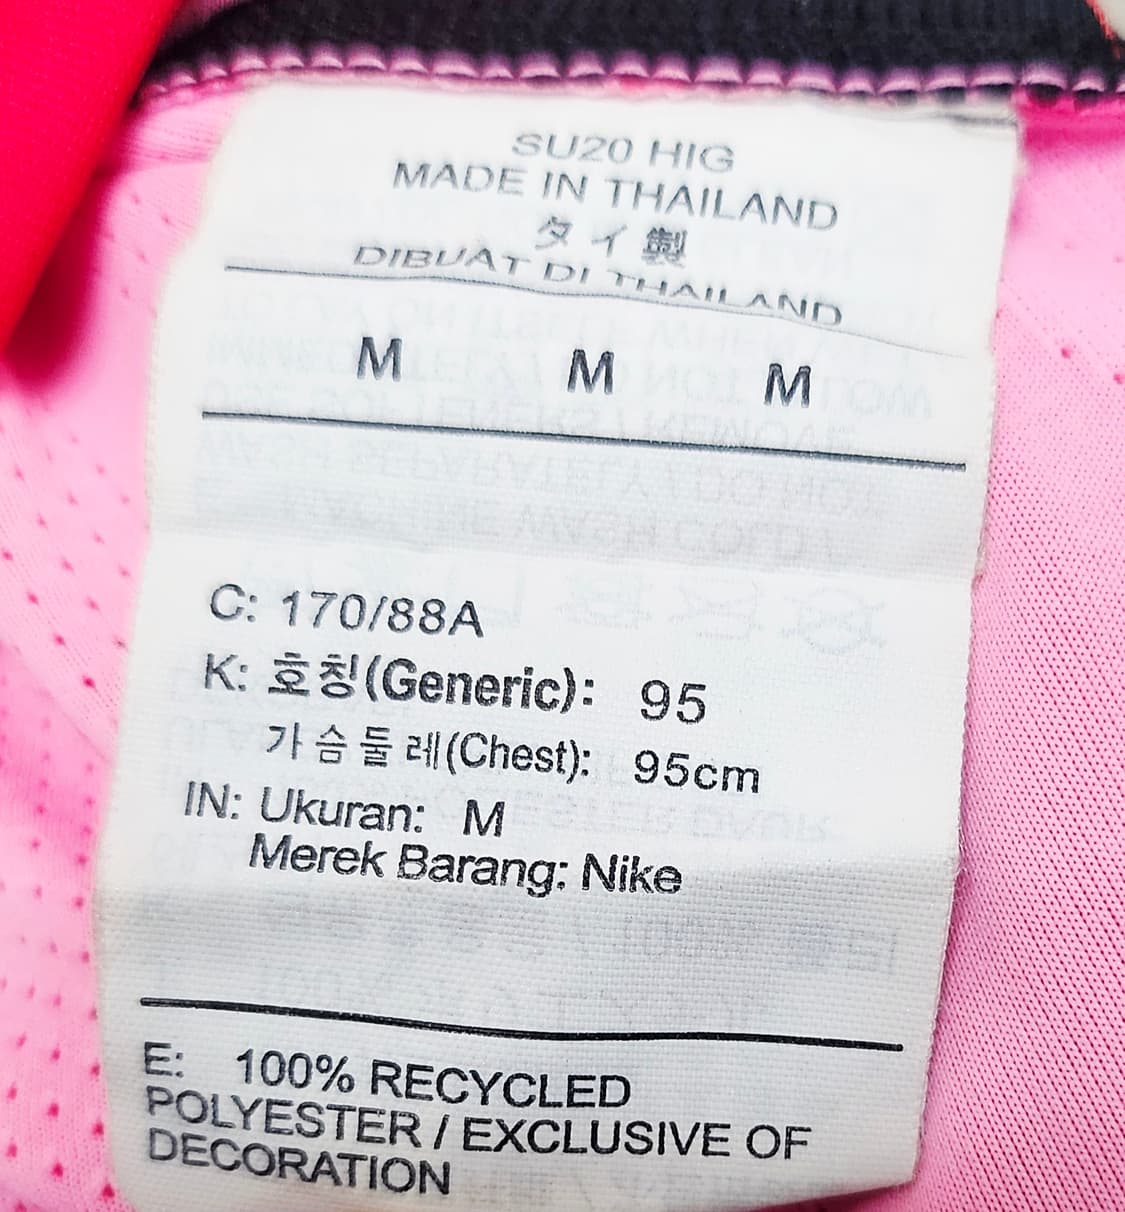 SU20 HIG
MADE IN THAILAND
タイ製
DIBUAT DI THAILAND
M M M
C: 170/88A
K: 호칭(Generic): 95
가슴둘레(Chest): 95cm
IN: Ukuran: M
Merek Barang: Nike
E: 100% RECYCLED
POLYESTER / EXCLUSIVE OF
DECORATION